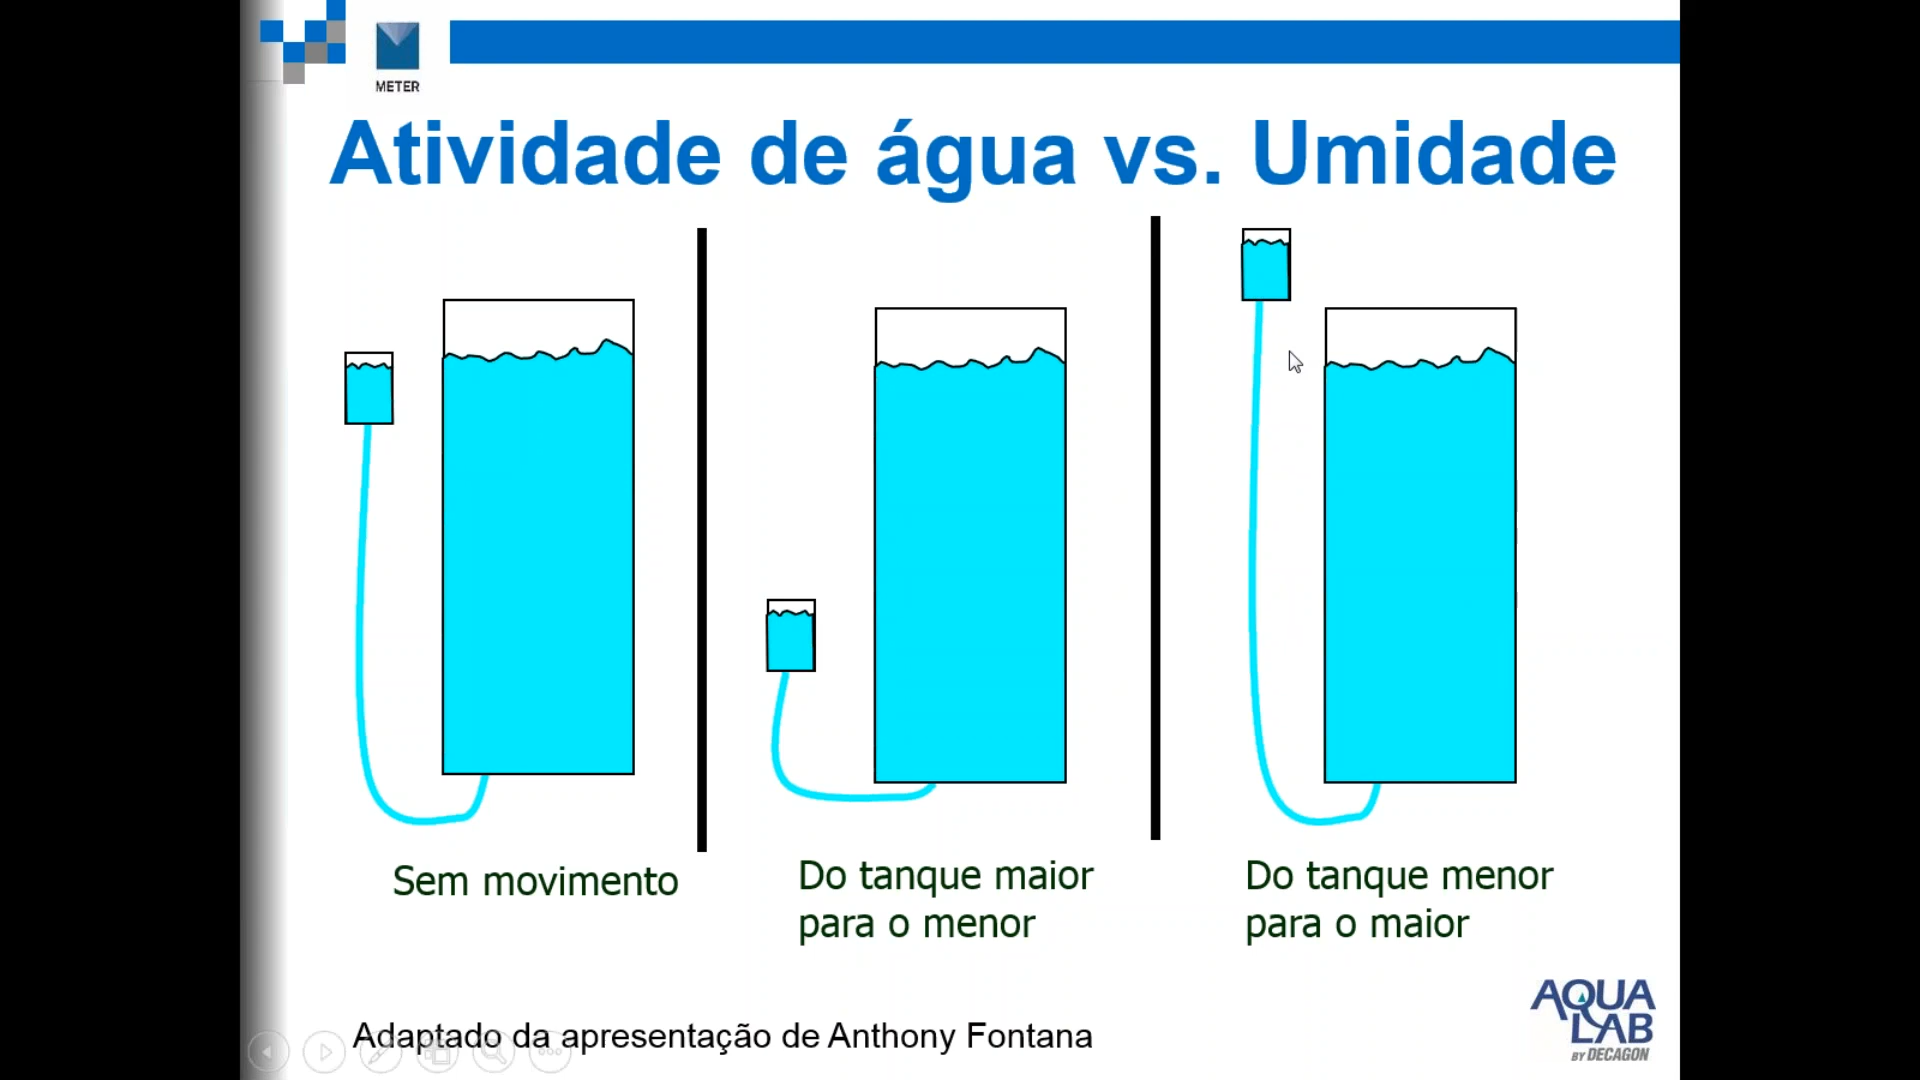 METER
Atividade de água vs. Umidade
Sem movimento
Do tanque maior
para o menor
Do tanque menor
para o maior
Adaptado da apresentação de Anthony Fontana
AQUA
LAB
BY DECAGON